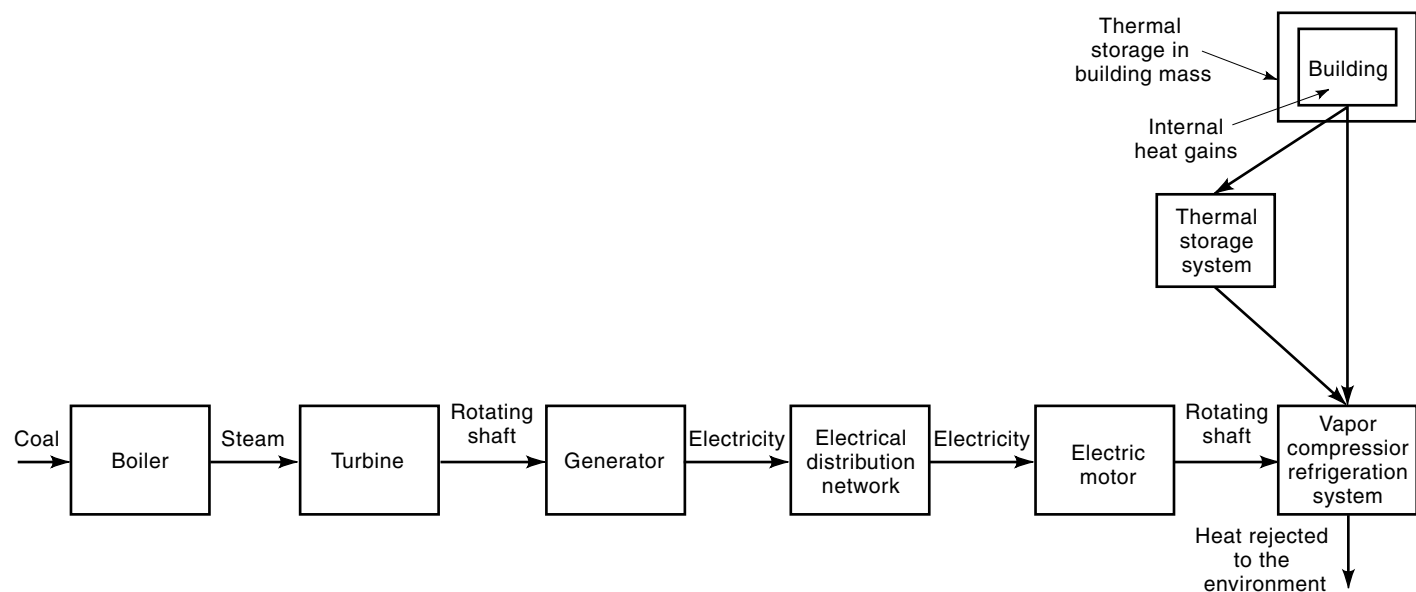 Thermal
storage in
building mass
Building
Internal
heat gains
Thermal
storage
system
Coal
Boiler
Steam
Turbine
Rotating
shaft
Generator
Electricity
Electrical
distribution
network
Electricity
Electric
motor
Rotating
shaft
Vapor
compressior
refrigeration
system
Heat rejected
to the
environment